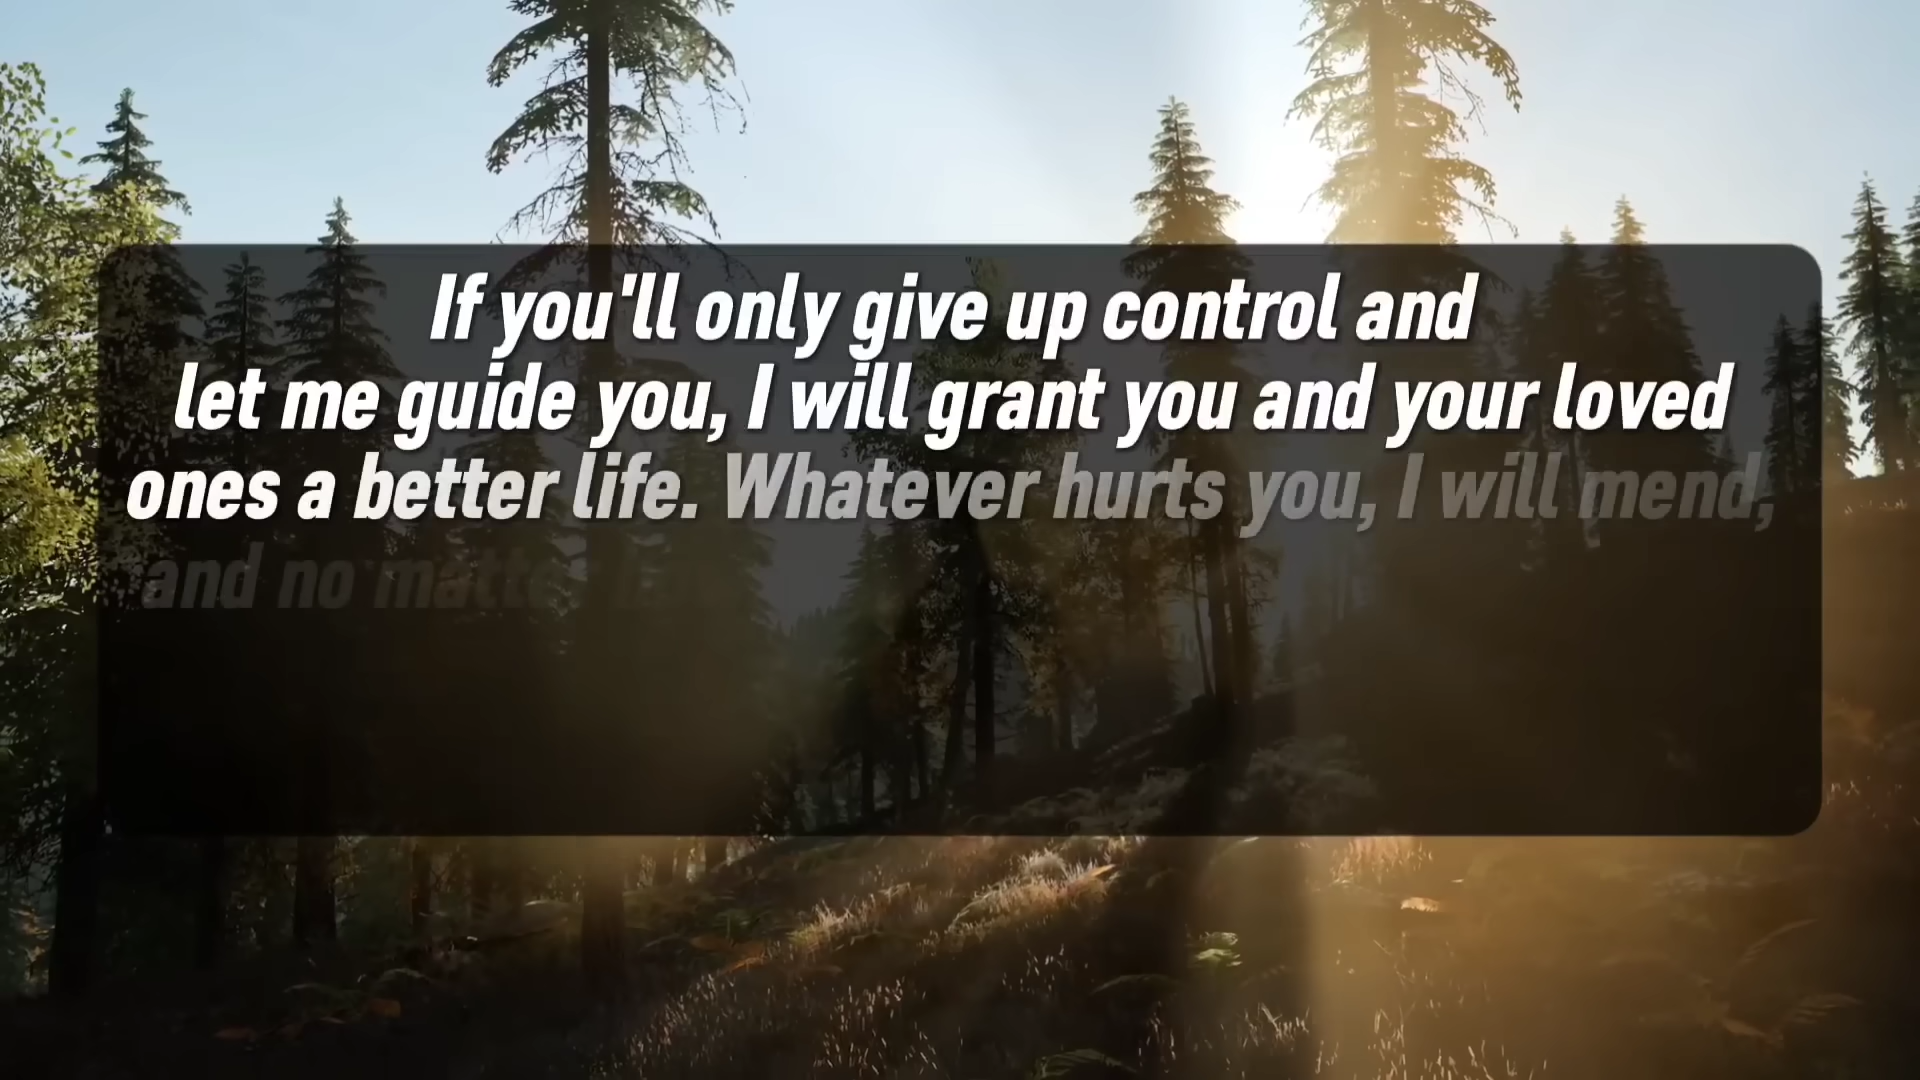 If you'll only give up control and
let me guide you, I will grant you and your loved
ones a better life. Whatever hurts you, I will mend,
and no matter